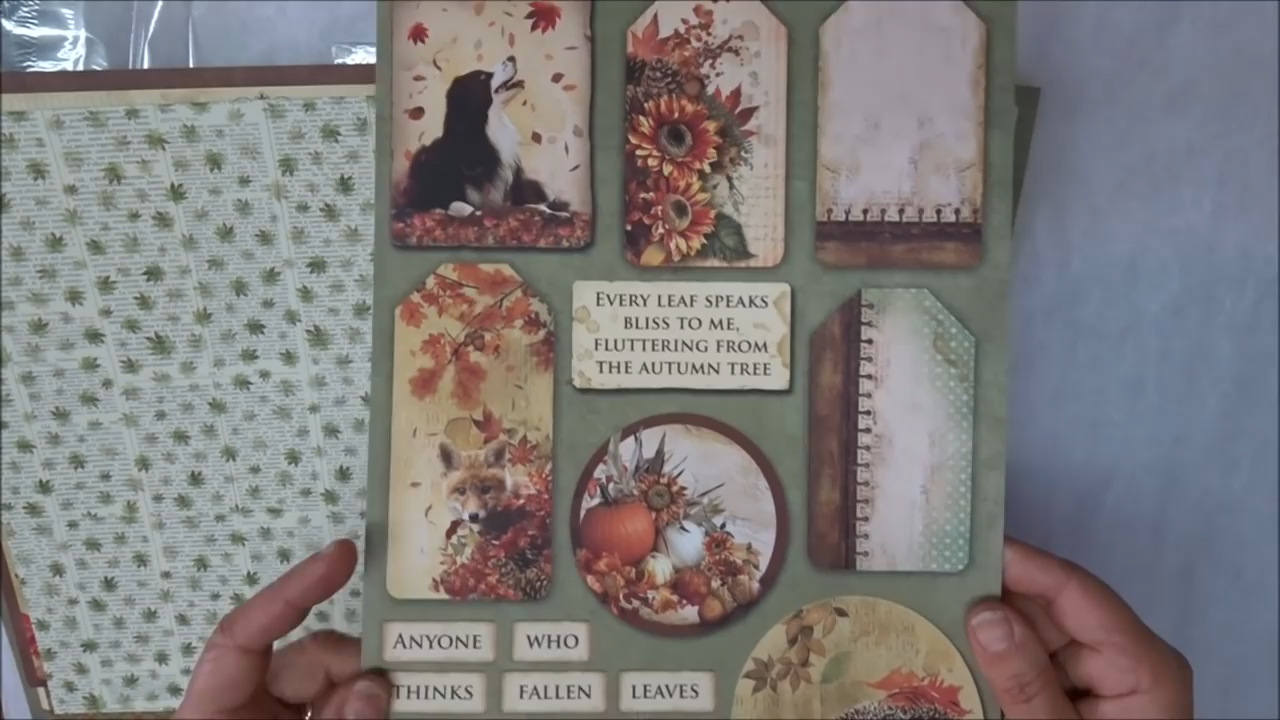 EVERY LEAF SPEAKS
BLISS TO ME,
FLUTTERING FROM
THE AUTUMN TREE
ANYONE WHO
THINKS FALLEN LEAVES